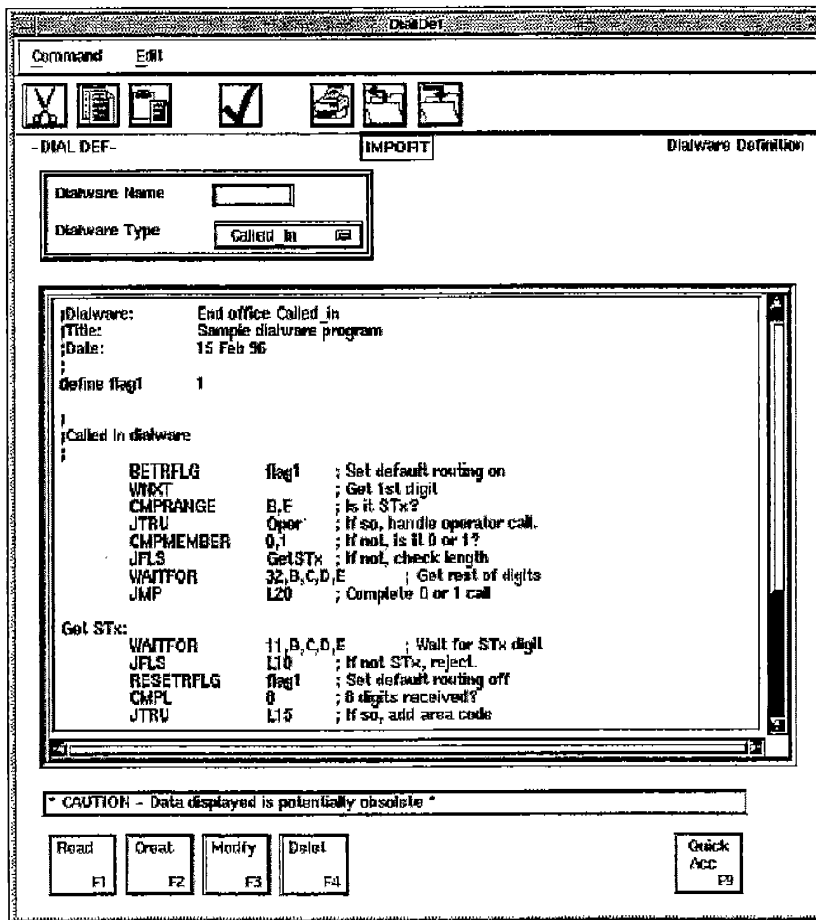 DialDef
Command Edit
-DIAL DEF- IMPORT Dialware Definition
Dialware Name
Dialware Type Called_In
;Dialware: End office Called_in
;Title: Sample dialware program
;Date: 15 Feb 96
;
define flag1 1
;
;Called In dialware
;
SETRFLG flag1 ; Set default routing on
WNXT ; Get 1st digit
CMPRANGE B,E ; Is it STx?
JTRU Oper ; If so, handle operator call.
CMPMEMBER 0,1 ; If not, is it 0 or 1?
JFLS GetSTx ; If not, check length
WAITFOR 32,B,C,D,E ; Get rest of digits
JMP L20 ; Complete 0 or 1 call
Get STx:
WAITFOR 11,B,C,D,E ; Wait for STx digit
JFLS L10 ; If not STx, reject.
RESETRFLG flag1 ; Set default routing off
CMPL 8 ; 8 digits received?
JTRU L15 ; If so, add area code
* CAUTION - Data displayed is potentially obsolete *
Read Creat Modify Delet Quick
Acc
F1 F2 F3 F4 F9